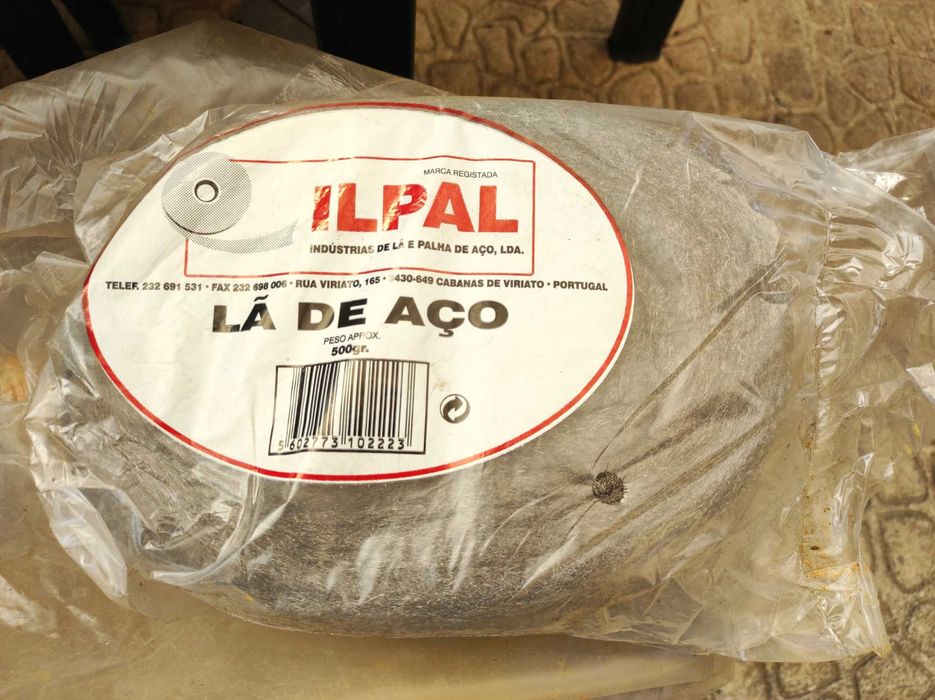 MARCA REGISTADA
ILPAL
INDÚSTRIAS DE LÃ E PALHA DE AÇO, LDA.
TELEF. 232 691 531 • FAX 232 698 006 • RUA VIRIATO, 165 • 3430-649 CABANAS DE VIRIATO • PORTUGAL
LÃ DE AÇO
PESO APROX.
500gr.
5 602773 102223